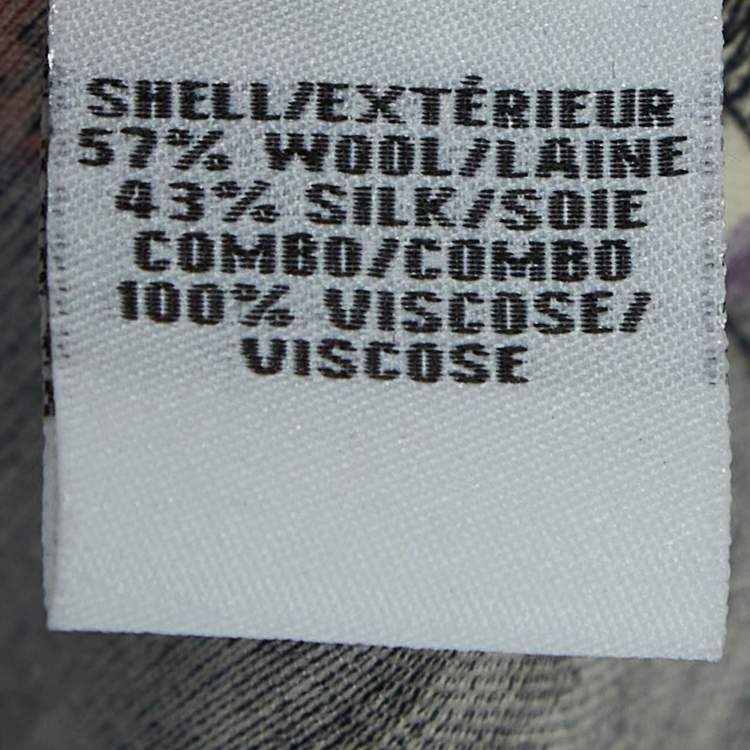 SHELL/EXTÉRIEUR
57% WOOL/LAINE
43% SILK/SOIE
COMBO/COMBO
100% VISCOSE/
VISCOSE